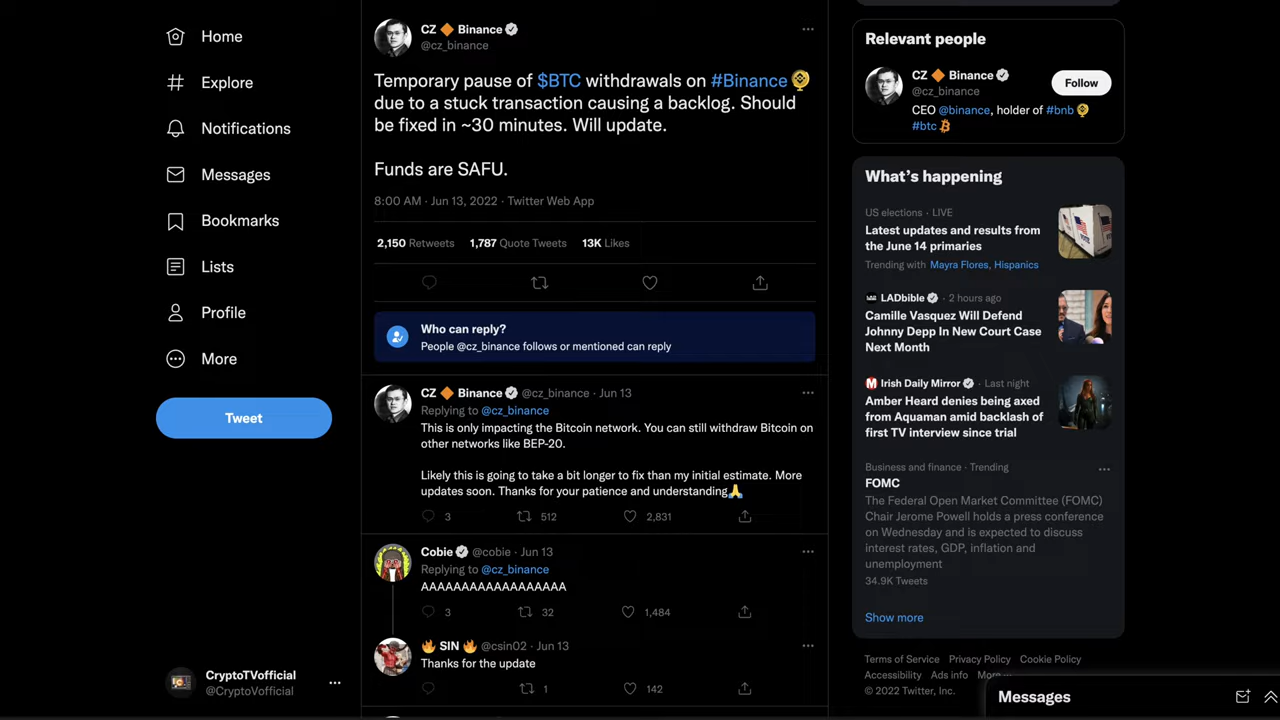 Home
Explore
Notifications
Messages
Bookmarks
Lists
Profile
More
Tweet
CryptoTVofficial
@CryptoVofficial
CZ 🔶 Binance
@cz_binance
Temporary pause of $BTC withdrawals on #Binance
due to a stuck transaction causing a backlog. Should
be fixed in ~30 minutes. Will update.
Funds are SAFU.
8:00 AM · Jun 13, 2022 · Twitter Web App
2,150 Retweets 1,787 Quote Tweets 13K Likes
Who can reply?
People @cz_binance follows or mentioned can reply
CZ 🔶 Binance @cz_binance · Jun 13
Replying to @cz_binance
This is only impacting the Bitcoin network. You can still withdraw Bitcoin on
other networks like BEP-20.
Likely this is going to take a bit longer to fix than my initial estimate. More
updates soon. Thanks for your patience and understanding🙏
3 512 2,831
Cobie @cobie · Jun 13
Replying to @cz_binance
AAAAAAAAAAAAAAAAAA
3 32 1,484
🔥 SIN 🔥 @csin02 · Jun 13
Thanks for the update
1 142
Relevant people
CZ 🔶 Binance
@cz_binance
Follow
CEO @binance, holder of #bnb
#btc
What's happening
US elections · LIVE
Latest updates and results from
the June 14 primaries
Trending with Mayra Flores, Hispanics
VOTE
LADbible · 2 hours ago
Camille Vasquez Will Defend
Johnny Depp In New Court Case
Next Month
M Irish Daily Mirror · Last night
Amber Heard denies being axed
from Aquaman amid backlash of
first TV interview since trial
Business and finance · Trending
FOMC
The Federal Open Market Committee (FOMC)
Chair Jerome Powell holds a press conference
on Wednesday and is expected to discuss
interest rates, GDP, inflation and
unemployment
34.9K Tweets
Show more
Terms of Service Privacy Policy Cookie Policy
Accessibility Ads info More
© 2022 Twitter, Inc.
Messages